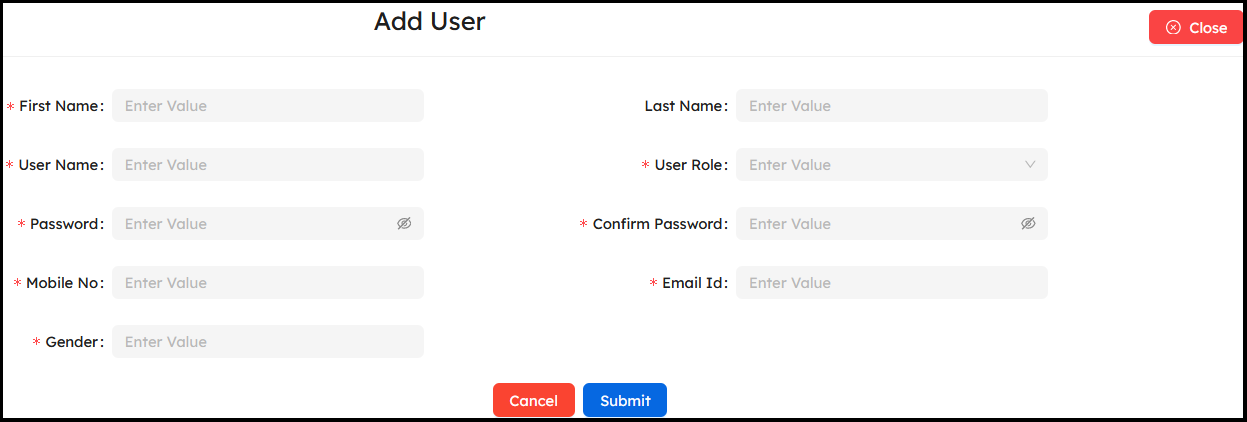 Add User
Close
* First Name: Enter Value
Last Name: Enter Value
* User Name: Enter Value
* User Role: Enter Value
* Password: Enter Value
* Confirm Password: Enter Value
* Mobile No: Enter Value
* Email Id: Enter Value
* Gender: Enter Value
Cancel Submit